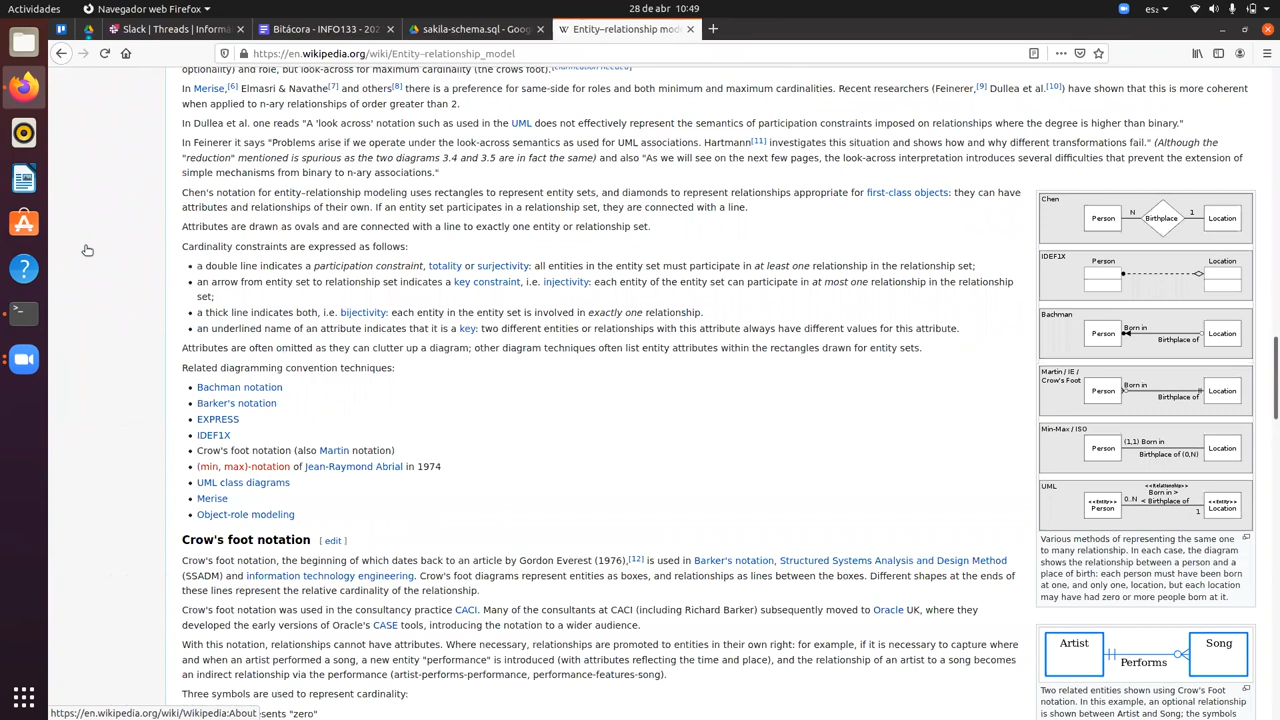 Actividades
Navegador web Firefox
28 de abr 10:49
es2
Slack | Threads | Informa
Bitácora - INFO133 - 202
sakila-schema.sql - Goog
Entity–relationship mode
https://en.wikipedia.org/wiki/Entity–relationship_model
optionality) and role, but look-across for maximum cardinality (the crows foot).[clarification needed]
In Merise,[6] Elmasri & Navathe[7] and others[8] there is a preference for same-side for roles and both minimum and maximum cardinalities. Recent researchers (Feinerer,[9] Dullea et al.[10]) have shown that this is more coherent
when applied to n-ary relationships of order greater than 2.
In Dullea et al. one reads "A 'look across' notation such as used in the UML does not effectively represent the semantics of participation constraints imposed on relationships where the degree is higher than binary."
In Feinerer it says "Problems arise if we operate under the look-across semantics as used for UML associations. Hartmann[11] investigates this situation and shows how and why different transformations fail." (Although the
"reduction" mentioned is spurious as the two diagrams 3.4 and 3.5 are in fact the same) and also "As we will see on the next few pages, the look-across interpretation introduces several difficulties that prevent the extension of
simple mechanisms from binary to n-ary associations."
Chen's notation for entity–relationship modeling uses rectangles to represent entity sets, and diamonds to represent relationships appropriate for first-class objects: they can have
attributes and relationships of their own. If an entity set participates in a relationship set, they are connected with a line.
Attributes are drawn as ovals and are connected with a line to exactly one entity or relationship set.
Cardinality constraints are expressed as follows:
• a double line indicates a participation constraint, totality or surjectivity: all entities in the entity set must participate in at least one relationship in the relationship set;
• an arrow from entity set to relationship set indicates a key constraint, i.e. injectivity: each entity of the entity set can participate in at most one relationship in the relationship
set;
• a thick line indicates both, i.e. bijectivity: each entity in the entity set is involved in exactly one relationship.
• an underlined name of an attribute indicates that it is a key: two different entities or relationships with this attribute always have different values for this attribute.
Attributes are often omitted as they can clutter up a diagram; other diagram techniques often list entity attributes within the rectangles drawn for entity sets.
Related diagramming convention techniques:
• Bachman notation
• Barker's notation
• EXPRESS
• IDEF1X
• Crow's foot notation (also Martin notation)
• (min, max)-notation of Jean-Raymond Abrial in 1974
• UML class diagrams
• Merise
• Object-role modeling
Crow's foot notation [ edit ]
Crow's foot notation, the beginning of which dates back to an article by Gordon Everest (1976),[12] is used in Barker's notation, Structured Systems Analysis and Design Method
(SSADM) and information technology engineering. Crow's foot diagrams represent entities as boxes, and relationships as lines between the boxes. Different shapes at the ends of
these lines represent the relative cardinality of the relationship.
Crow's foot notation was used in the consultancy practice CACI. Many of the consultants at CACI (including Richard Barker) subsequently moved to Oracle UK, where they
developed the early versions of Oracle's CASE tools, introducing the notation to a wider audience.
With this notation, relationships cannot have attributes. Where necessary, relationships are promoted to entities in their own right: for example, if it is necessary to capture where
and when an artist performed a song, a new entity "performance" is introduced (with attributes reflecting the time and place), and the relationship of an artist to a song becomes
an indirect relationship via the performance (artist-performs-performance, performance-features-song).
Three symbols are used to represent cardinality:
https://en.wikipedia.org/wiki/Wikipedia:About
sents "zero"
Chen
Person N Birthplace 1 Location
IDEF1X
Person Location
Bachman
Person Born in Location
Birthplace of
Martin / IE /
Crow's Foot
Person Born in Location
Birthplace of
Min-Max / ISO
Person (1,1) Born in Location
Birthplace of (0,N)
UML
<<Relationship>>
Born in >
<<Entity>> 0..N < Birthplace of <<Entity>>
Person 1 Location
Various methods of representing the same one
to many relationship. In each case, the diagram
shows the relationship between a person and a
place of birth: each person must have been born
at one, and only one, location, but each location
may have had zero or more people born at it.
Artist Song
Performs
Two related entities shown using Crow's Foot
notation. In this example, an optional relationship
is shown between Artist and Song; the symbols